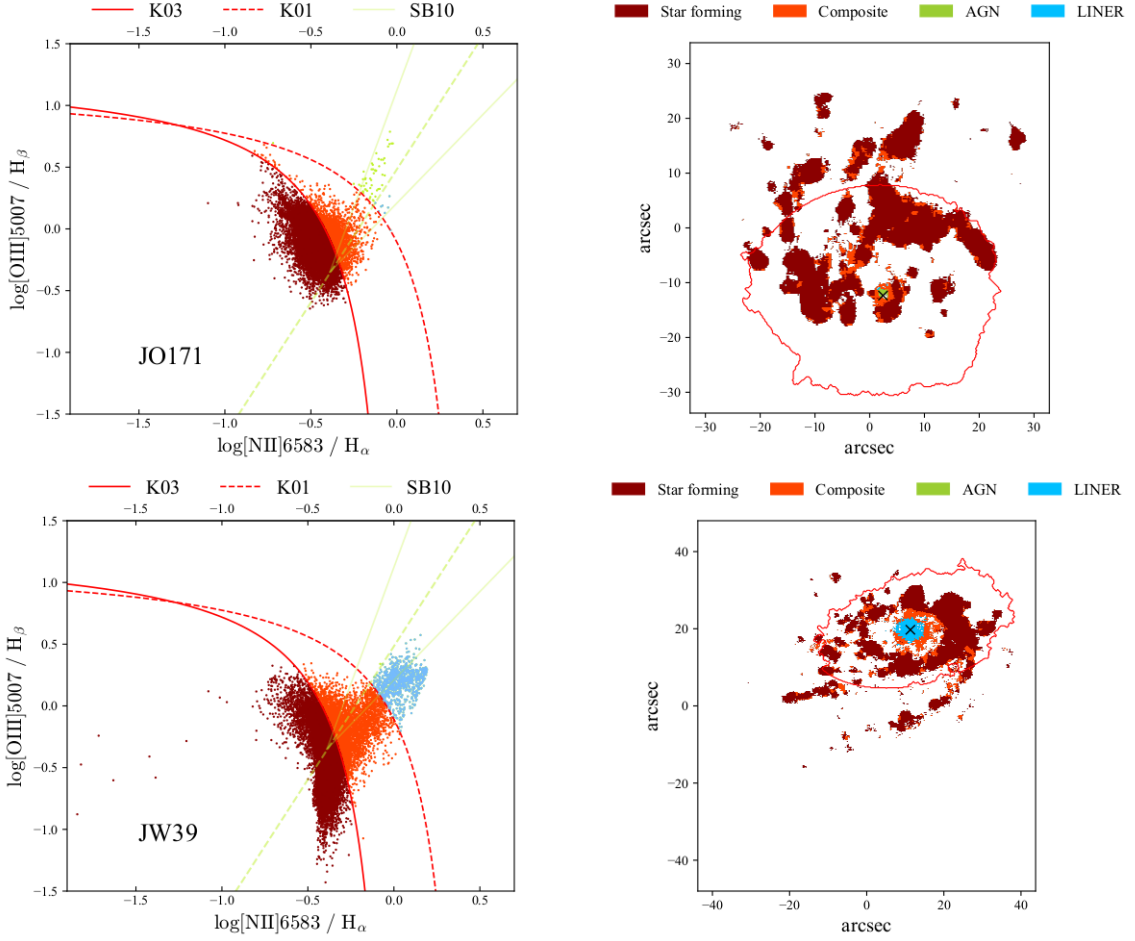 K03 K01 SB10
−1.5 −1.0 −0.5 0.0 0.5
1.5
1.0
0.5
0.0
−0.5
−1.0
−1.5
log[OIII]5007 / Hβ
JO171
−1.5 −1.0 −0.5 0.0 0.5
log[NII]6583 / Hα
Star forming Composite AGN LINER
30
20
10
0
−10
−20
−30
arcsec
−30 −20 −10 0 10 20 30
arcsec
K03 K01 SB10
−1.5 −1.0 −0.5 0.0 0.5
1.5
1.0
0.5
0.0
−0.5
−1.0
−1.5
log[OIII]5007 / Hβ
JW39
−1.5 −1.0 −0.5 0.0 0.5
log[NII]6583 / Hα
Star forming Composite AGN LINER
40
20
0
−20
−40
arcsec
−40 −20 0 20 40
arcsec